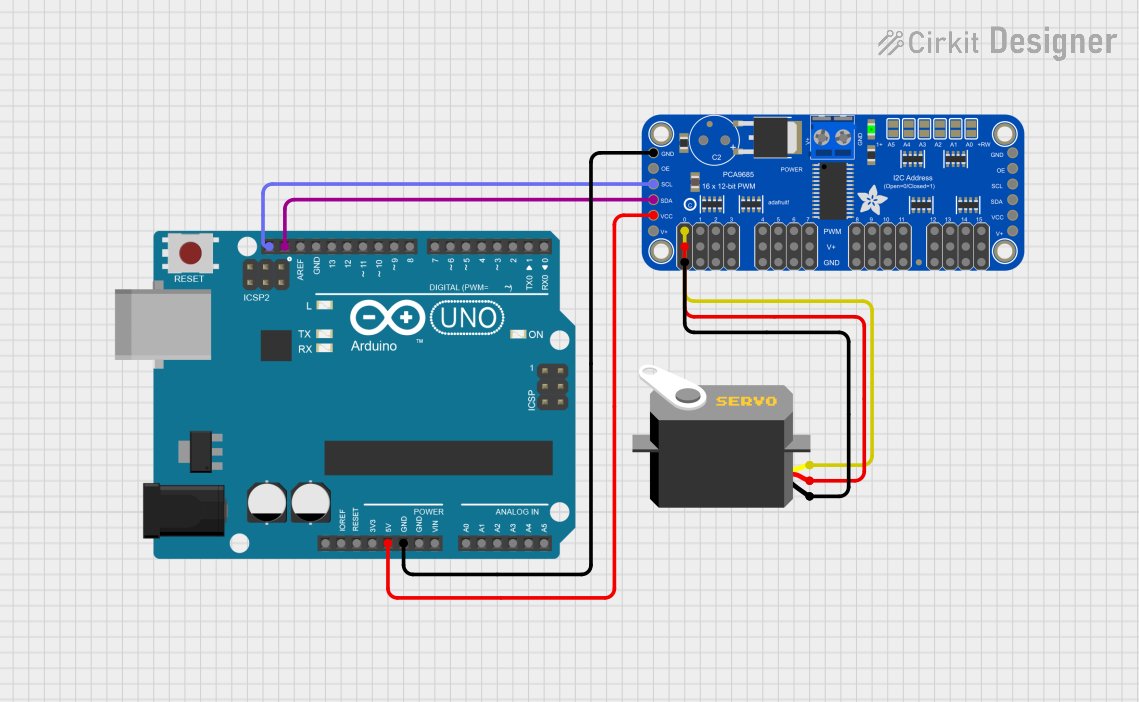 Cirkit Designer
GND
OE
SCL
SDA
VCC
V+
C2
+
V+
GND
POWER
PCA9685
16 x 12-bit PWM
adafruit!
1+ A5 A4 A3 A2 A1 A0 +RW
I2C Address
(Open=0/Closed=1)
GND
OE
SCL
SDA
VCC
V+
0 1 2 3 4 5 6 7 8 9 10 11 12 13 14 15
PWM
V+
GND
RESET
ICSP2
AREF
GND
13
12
~11
~10
~9
8
7
~6
~5
4
~3
2
TX0 ▶ 1
RX0 ◀ 0
DIGITAL (PWM=
L
TX
RX
Arduino
™
UNO
ON
1
ICSP
SERVO
POWER
ANALOG IN
IOREF
RESET
3V3
5V
GND
GND
VIN
A0
A1
A2
A3
A4
A5